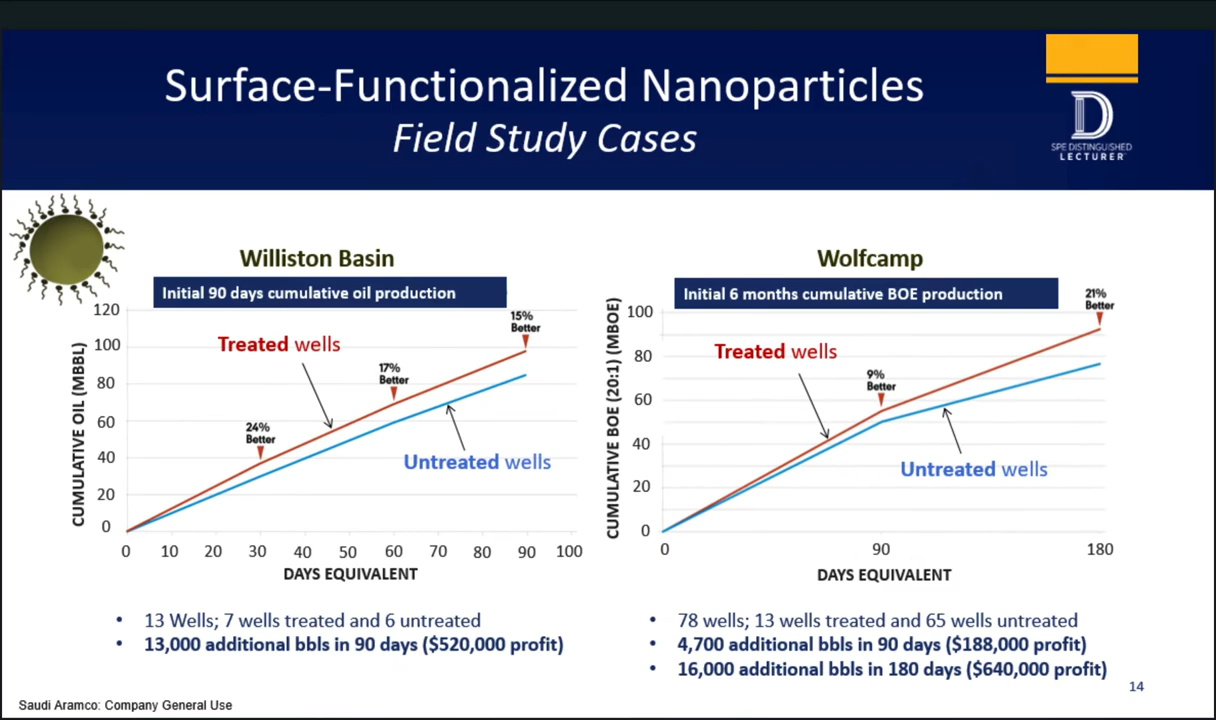 Surface-Functionalized Nanoparticles
Field Study Cases
D
SPE DISTINGUISHED
LECTURER
Williston Basin
Initial 90 days cumulative oil production
CUMULATIVE OIL (MBBL)
120
100
80
60
40
20
0
Treated wells
Untreated wells
24%
Better
17%
Better
15%
Better
0 10 20 30 40 50 60 70 80 90 100
DAYS EQUIVALENT
• 13 Wells; 7 wells treated and 6 untreated
• 13,000 additional bbls in 90 days ($520,000 profit)
Wolfcamp
Initial 6 months cumulative BOE production
CUMULATIVE BOE (20:1) (MBOE)
100
80
60
40
20
0
Treated wells
Untreated wells
9%
Better
21%
Better
0 90 180
DAYS EQUIVALENT
• 78 wells; 13 wells treated and 65 wells untreated
• 4,700 additional bbls in 90 days ($188,000 profit)
• 16,000 additional bbls in 180 days ($640,000 profit)
14
Saudi Aramco: Company General Use